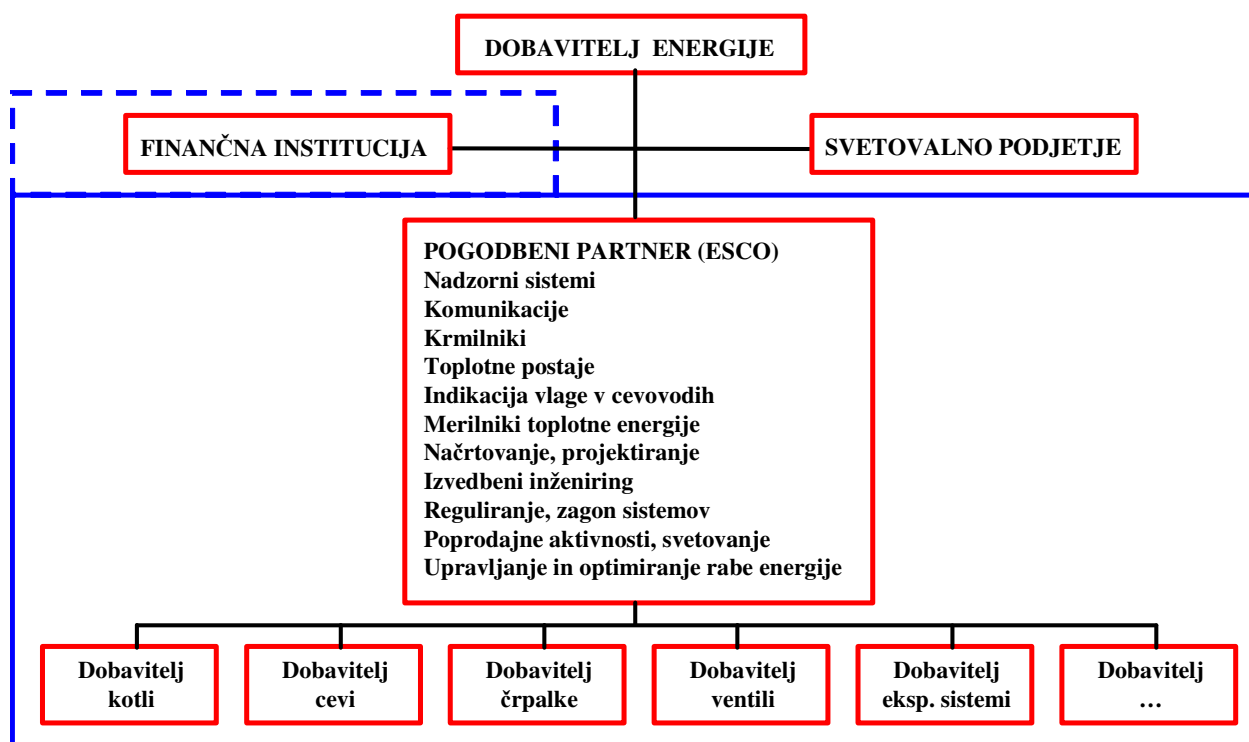 DOBAVITELJ ENERGIJE
FINANČNA INSTITUCIJA
SVETOVALNO PODJETJE
POGODBENI PARTNER (ESCO)
Nadzorni sistemi
Komunikacije
Krmilniki
Toplotne postaje
Indikacija vlage v cevovodih
Merilniki toplotne energije
Načrtovanje, projektiranje
Izvedbeni inženiring
Reguliranje, zagon sistemov
Poprodajne aktivnosti, svetovanje
Upravljanje in optimiranje rabe energije
Dobavitelj
kotli
Dobavitelj
cevi
Dobavitelj
črpalke
Dobavitelj
ventili
Dobavitelj
eksp. sistemi
Dobavitelj
…